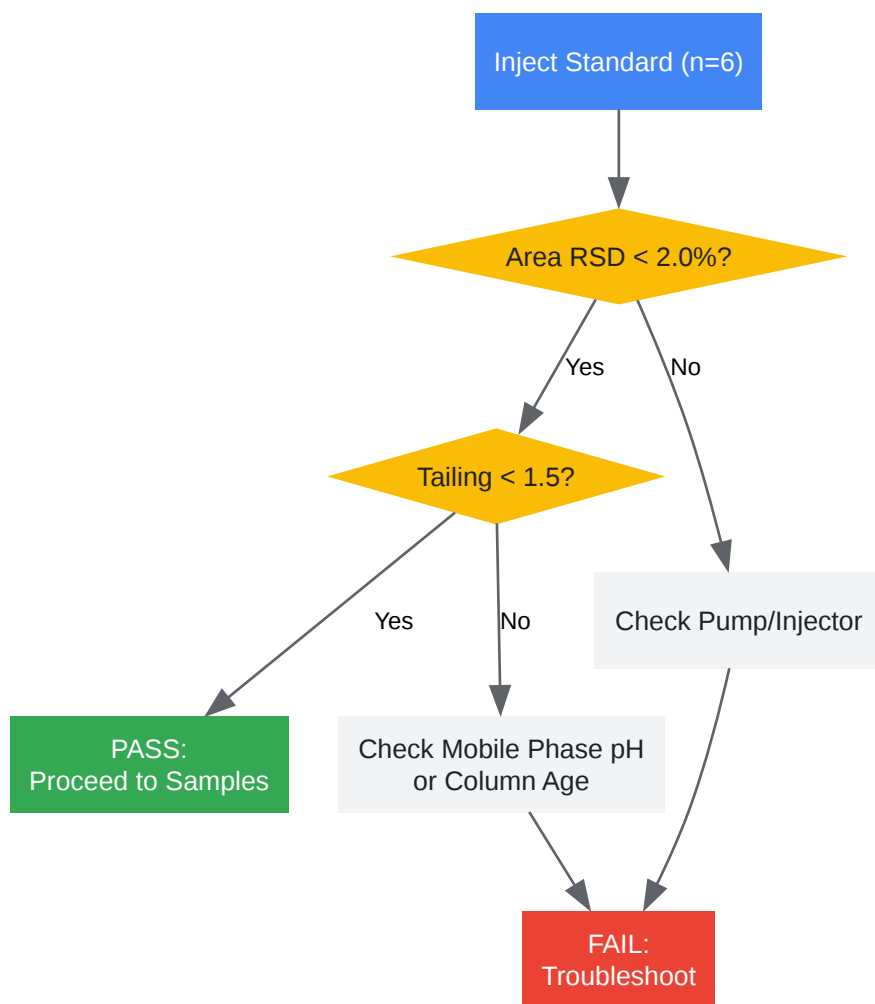 Inject Standard (n=6)
Area RSD < 2.0%?
Yes
No
Tailing < 1.5?
Yes
No
Check Pump/Injector
PASS:
Proceed to Samples
Check Mobile Phase pH
or Column Age
FAIL:
Troubleshoot